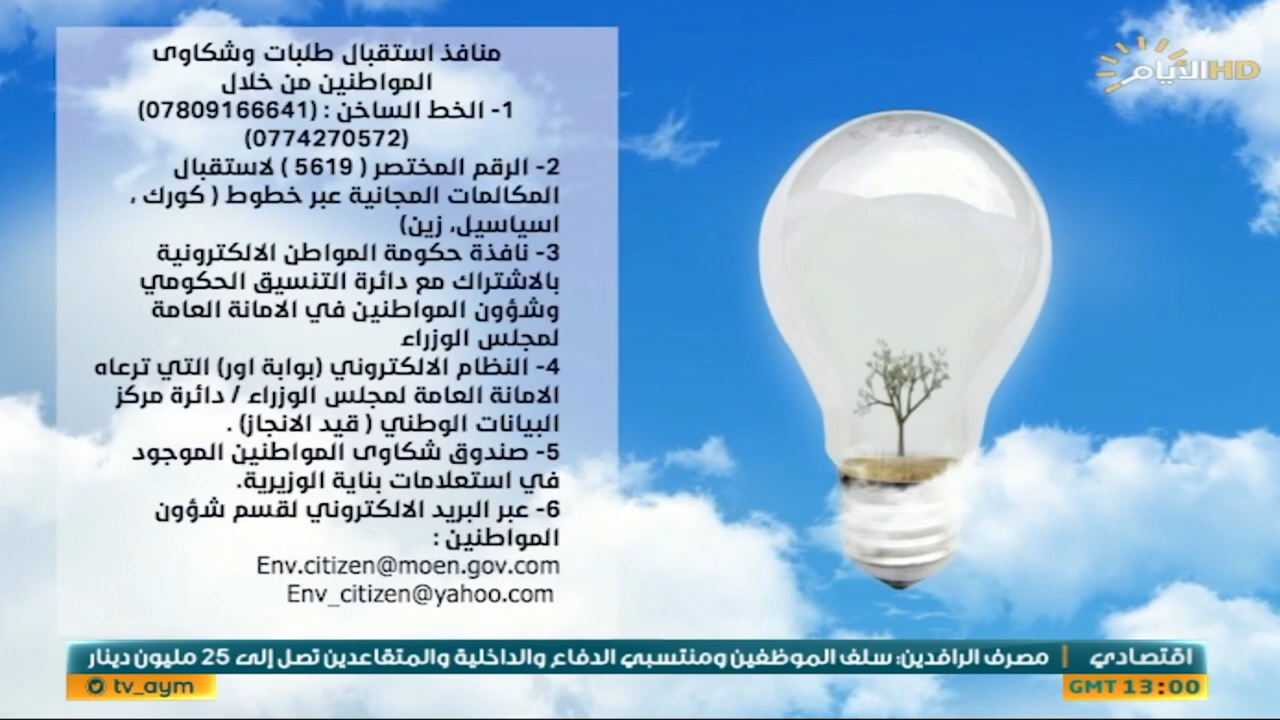 الأيام HD
منافذ استقبال طلبات وشكاوى
المواطنين من خلال
1- الخط الساخن : (07809166641)
(0774270572)
2- الرقم المختصر ( 5619 ) لاستقبال
المكالمات المجانية عبر خطوط ( كورك ،
اسياسيل، زين)
3- نافذة حكومة المواطن الالكترونية
بالاشتراك مع دائرة التنسيق الحكومي
وشؤون المواطنين في الامانة العامة
لمجلس الوزراء
4- النظام الالكتروني (بوابة اور) التي ترعاه
الامانة العامة لمجلس الوزراء / دائرة مركز
البيانات الوطني ( قيد الانجاز) .
5- صندوق شكاوى المواطنين الموجود
في استعلامات بناية الوزيرية.
6- عبر البريد الالكتروني لقسم شؤون
المواطنين :
Env.citizen@moen.gov.com
Env_citizen@yahoo.com
اقتصادي | مصرف الرافدين: سلف الموظفين ومنتسبي الدفاع والداخلية والمتقاعدين تصل إلى 25 مليون دينار
GMT 13:00
tv_aym